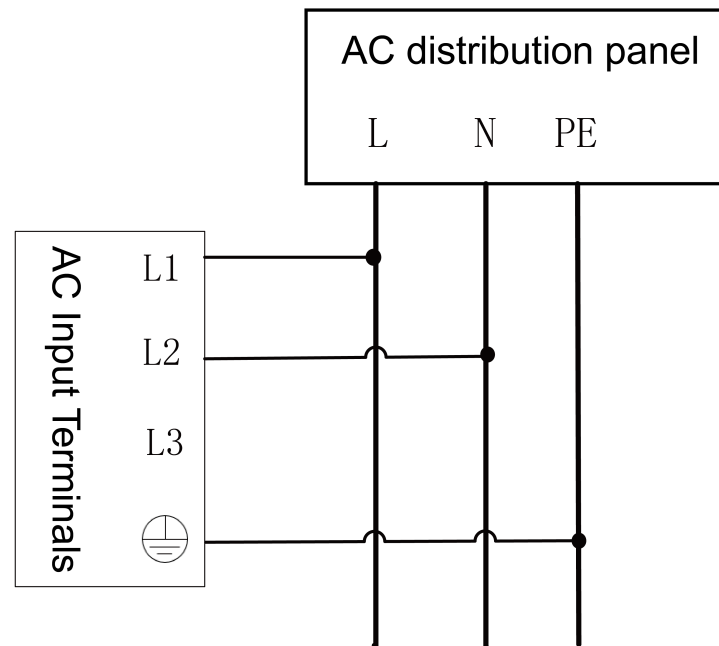 AC distribution panel
L N PE
AC Input Terminals
L1
L2
L3